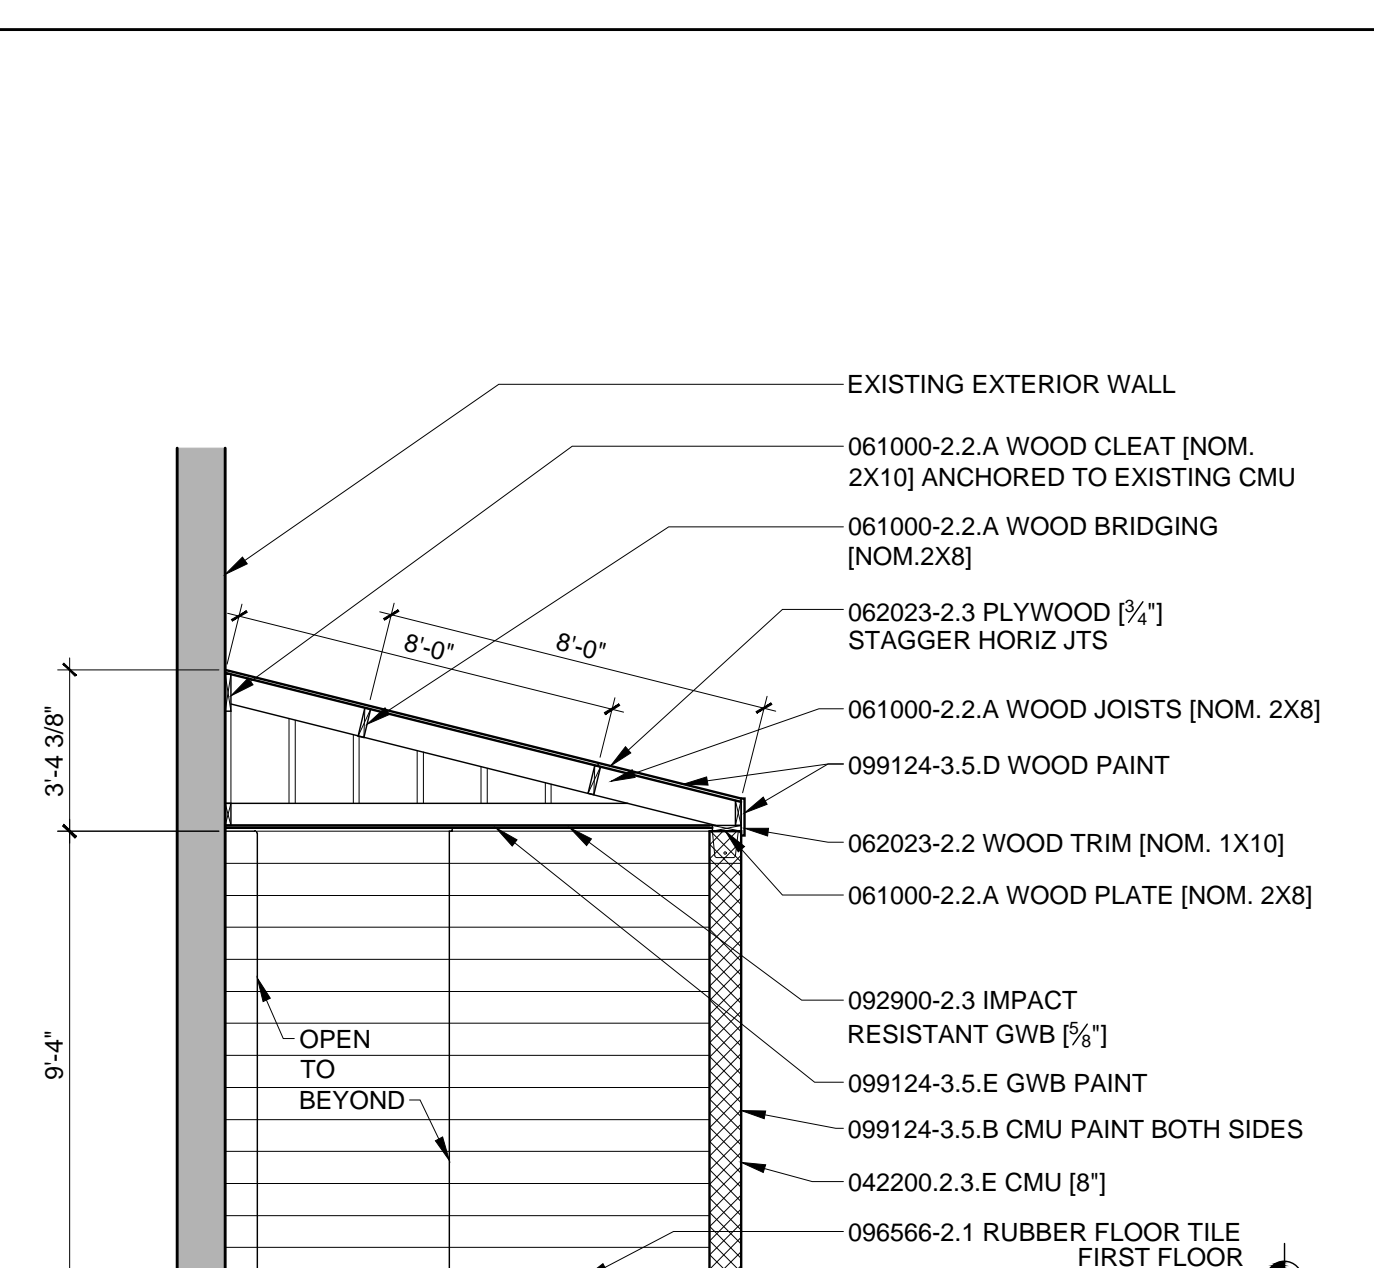 EXISTING EXTERIOR WALL
061000-2.2.A WOOD CLEAT [NOM.
2X10] ANCHORED TO EXISTING CMU
061000-2.2.A WOOD BRIDGING
[NOM.2X8]
062023-2.3 PLYWOOD [¾"]
STAGGER HORIZ JTS
8'-0"
8'-0"
061000-2.2.A WOOD JOISTS [NOM. 2X8]
3'-4 3/8"
099124-3.5.D WOOD PAINT
062023-2.2 WOOD TRIM [NOM. 1X10]
061000-2.2.A WOOD PLATE [NOM. 2X8]
092900-2.3 IMPACT
RESISTANT GWB [⅝"]
9'-4"
OPEN
TO
BEYOND
099124-3.5.E GWB PAINT
099124-3.5.B CMU PAINT BOTH SIDES
042200.2.3.E CMU [8"]
096566-2.1 RUBBER FLOOR TILE
FIRST FLOOR